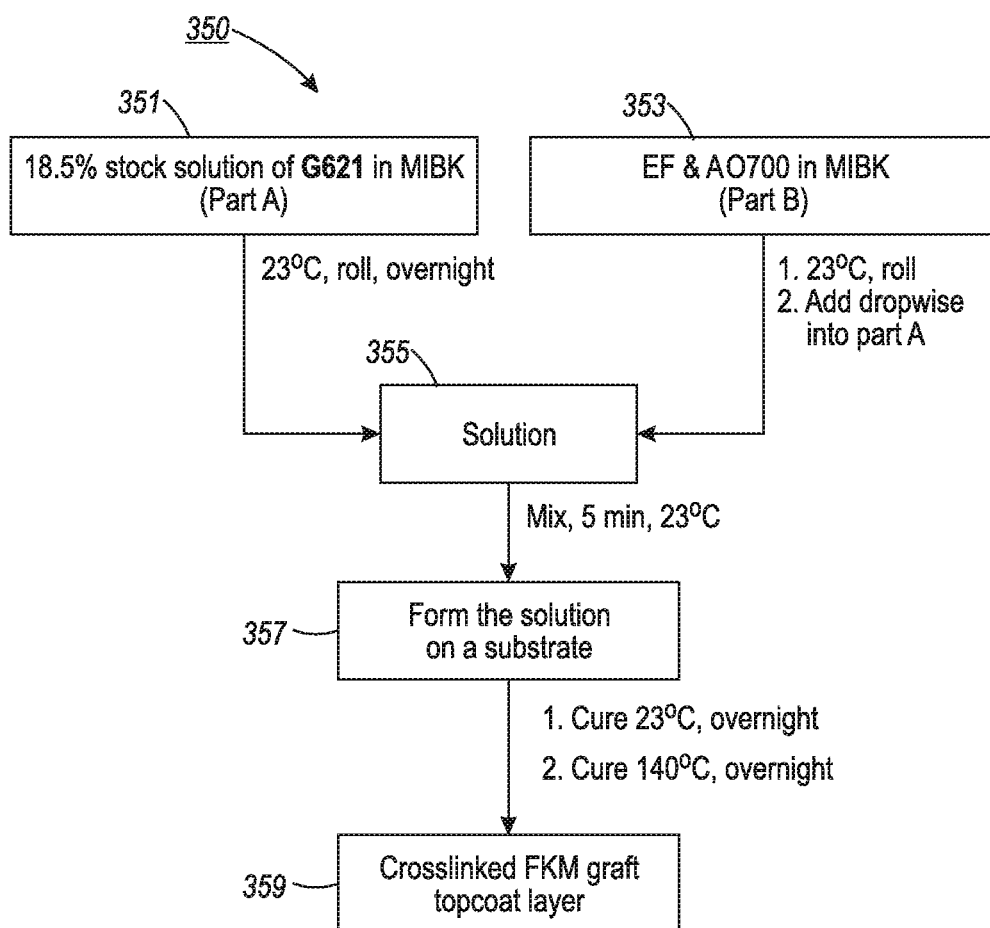 350
351
353
18.5% stock solution of G621 in MIBK
(Part A)
EF & AO700 in MIBK
(Part B)
23°C, roll, overnight
1. 23°C, roll
2. Add dropwise
into part A
355
Solution
Mix, 5 min, 23°C
357
Form the solution
on a substrate
1. Cure 23°C, overnight
2. Cure 140°C, overnight
359
Crosslinked FKM graft
topcoat layer